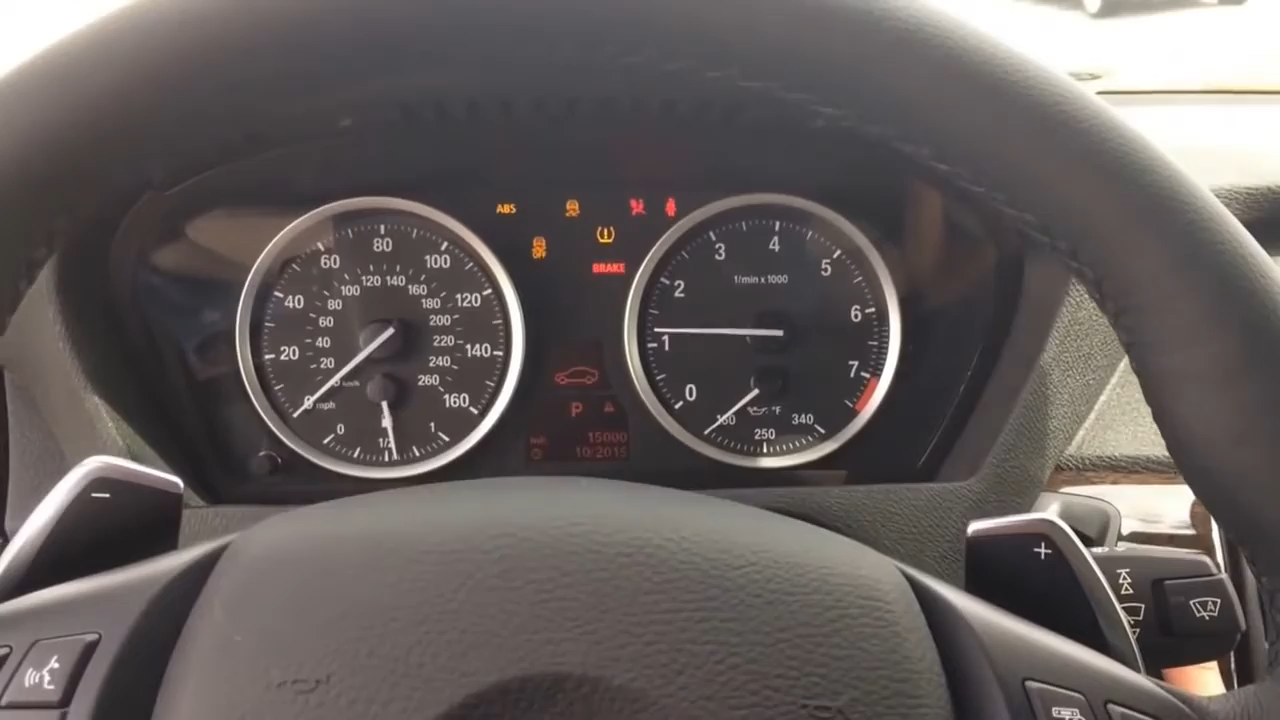 ABS
OFF
BRAKE
20 40 60 80 100 120 140 160
20 40 60 80 100 120 140 160 180 200 220 240 260
km/h
0 mph
0 1/2 1
0 1 2 3 4 5 6 7
1/min x 1000
160 250 340
°F
P
15000
10/2015
−
+
A